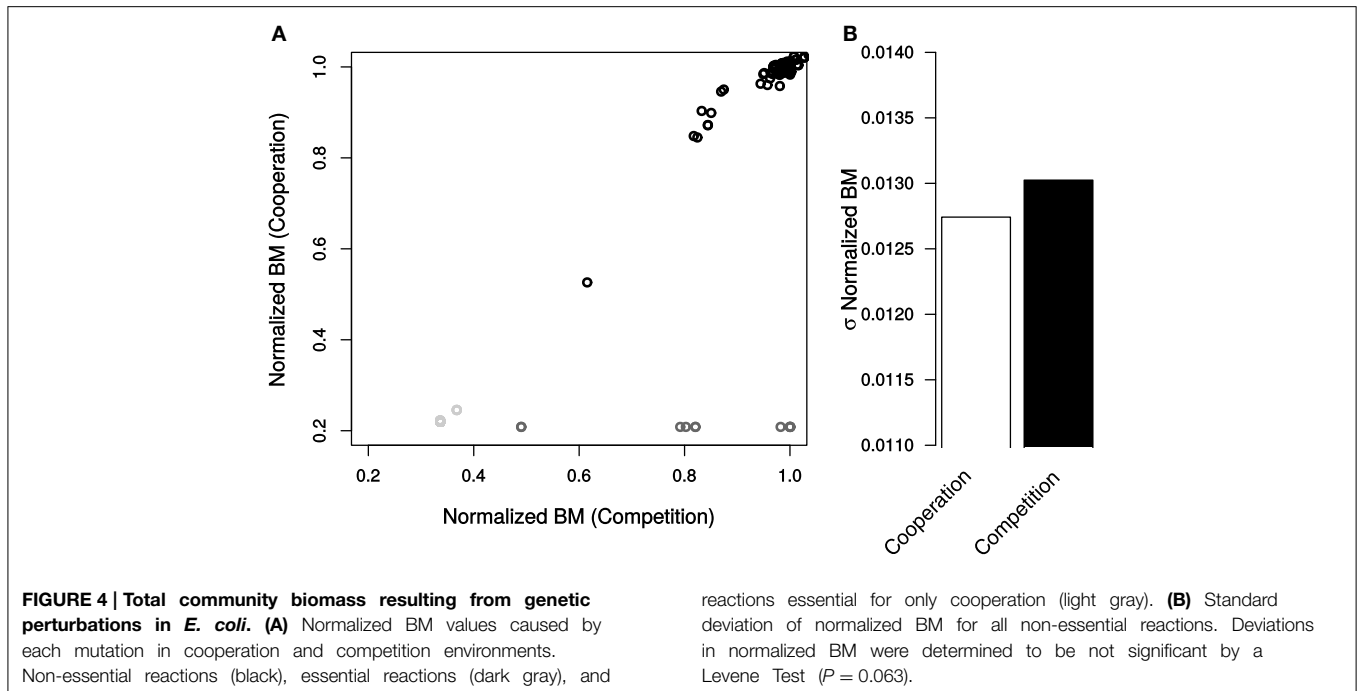 A
Normalized BM (Cooperation)
1.0
0.8
0.6
0.4
0.2
0.2
0.4
0.6
0.8
1.0
Normalized BM (Competition)
B
σ Normalized BM
0.0140
0.0135
0.0130
0.0125
0.0120
0.0115
0.0110
Cooperation
Competition
FIGURE 4 | Total community biomass resulting from genetic
perturbations in E. coli. (A) Normalized BM values caused by
each mutation in cooperation and competition environments.
Non-essential reactions (black), essential reactions (dark gray), and
reactions essential for only cooperation (light gray). (B) Standard
deviation of normalized BM for all non-essential reactions. Deviations
in normalized BM were determined to be not significant by a
Levene Test (P = 0.063).